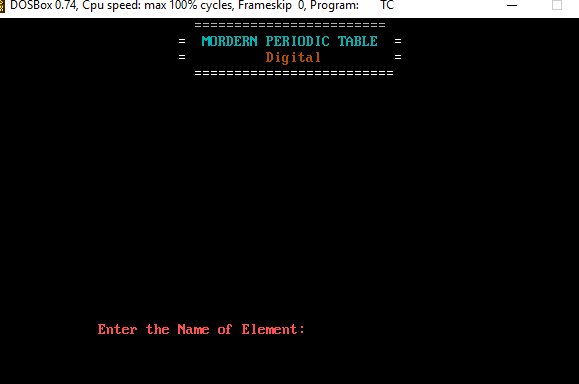 DOSBox 0.74, Cpu speed: max 100% cycles, Frameskip 0, Program: TC
========================
= MORDERN PERIODIC TABLE =
= Digital =
=========================
Enter the Name of Element: